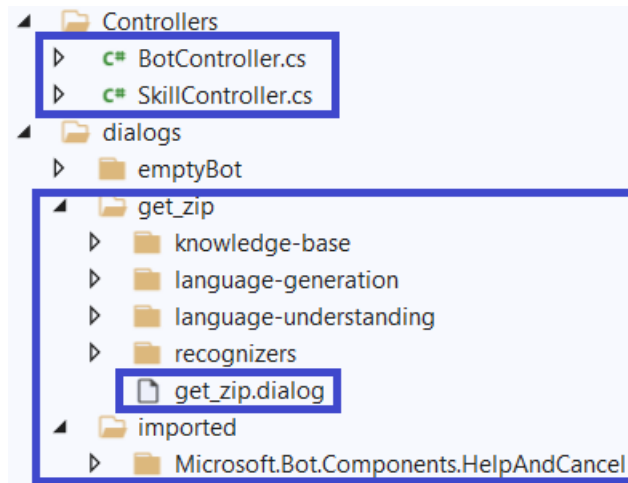 Controllers
C# BotController.cs
C# SkillController.cs
dialogs
emptyBot
get_zip
knowledge-base
language-generation
language-understanding
recognizers
get_zip.dialog
imported
Microsoft.Bot.Components.HelpAndCancel